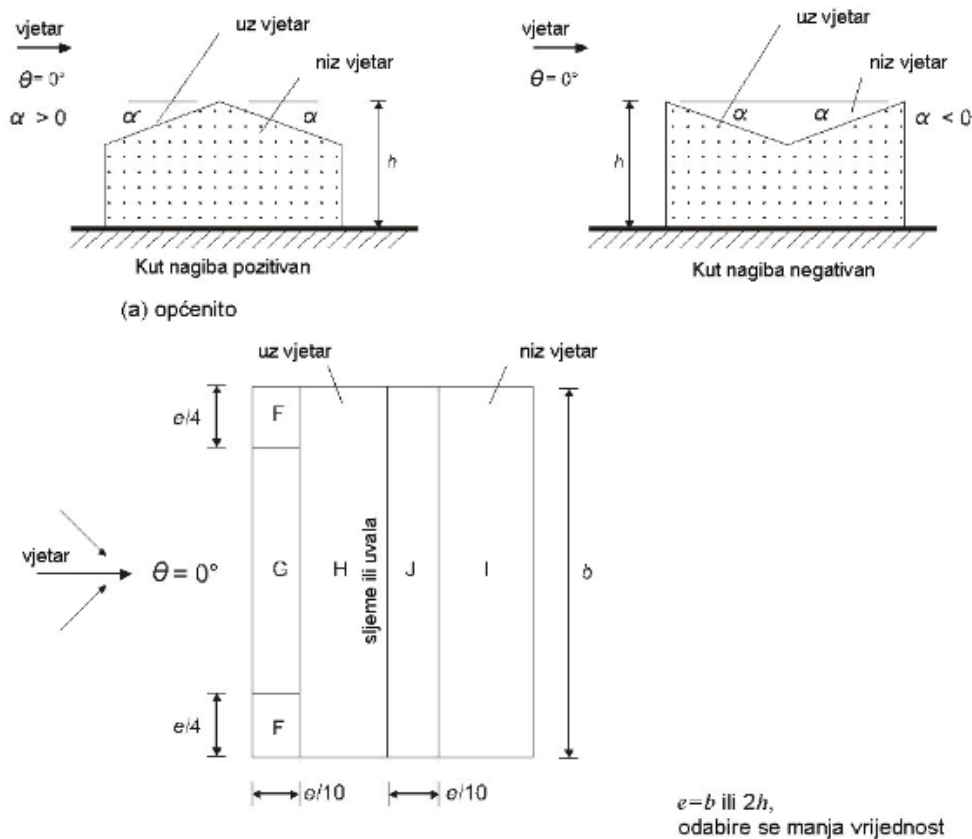 vjetar
uz vjetar
niz vjetar
θ = 0°
α > 0
α
α
h
Kut nagiba pozitivan
vjetar
uz vjetar
niz vjetar
θ = 0°
α
α
α < 0
h
Kut nagiba negativan
(a) općenito
uz vjetar
niz vjetar
e/4
F
vjetar
θ = 0°
G
H
sljeme ili uvala
J
I
b
e/4
F
e/10
e/10
e=b ili 2h,
odabire se manja vrijednost